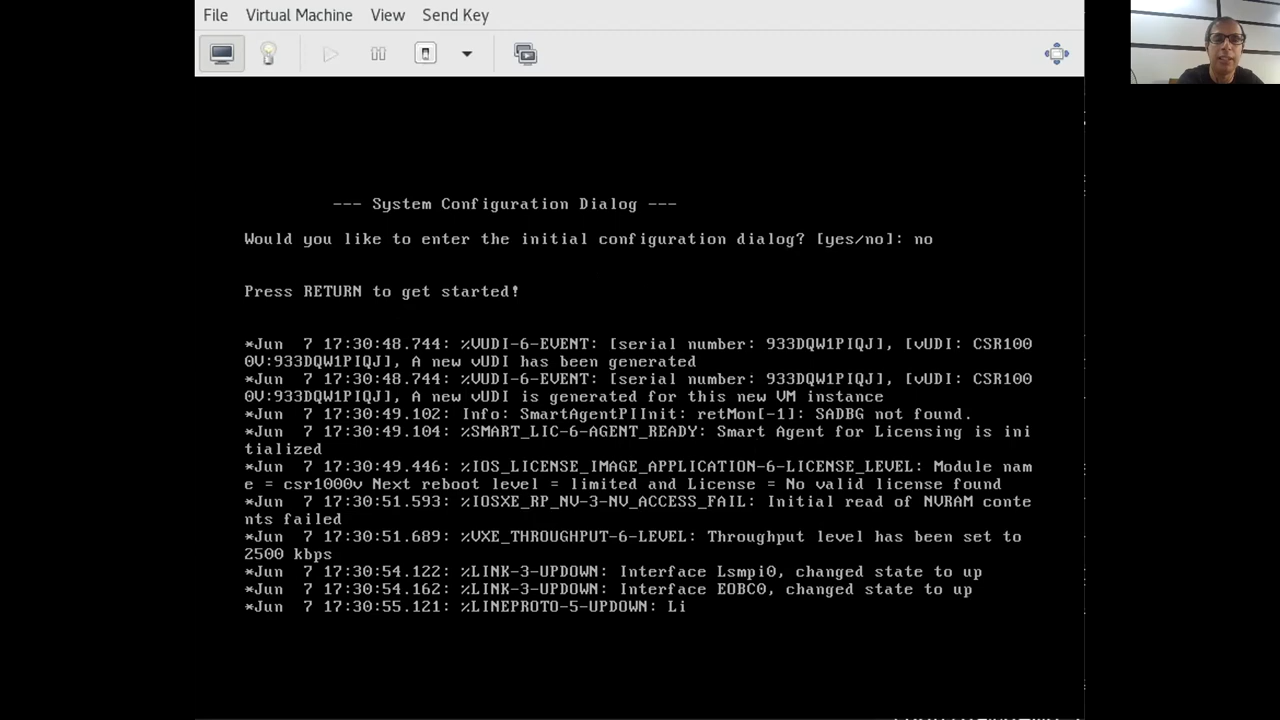 File Virtual Machine View Send Key
--- System Configuration Dialog ---
Would you like to enter the initial configuration dialog? [yes/no]: no
Press RETURN to get started!
*Jun  7 17:30:48.744: %VUDI-6-EVENT: [serial number: 933DQW1PIQJ], [vUDI: CSR100
0V:933DQW1PIQJ], A new vUDI has been generated
*Jun  7 17:30:48.744: %VUDI-6-EVENT: [serial number: 933DQW1PIQJ], [vUDI: CSR100
0V:933DQW1PIQJ], A new vUDI is generated for this new VM instance
*Jun  7 17:30:49.102: Info: SmartAgentPIInit: retMon[-1]: SADBG not found.
*Jun  7 17:30:49.104: %SMART_LIC-6-AGENT_READY: Smart Agent for Licensing is ini
tialized
*Jun  7 17:30:49.446: %IOS_LICENSE_IMAGE_APPLICATION-6-LICENSE_LEVEL: Module nam
e = csr1000v Next reboot level = limited and License = No valid license found
*Jun  7 17:30:51.593: %IOSXE_RP_NV-3-NV_ACCESS_FAIL: Initial read of NVRAM conte
nts failed
*Jun  7 17:30:51.689: %VXE_THROUGHPUT-6-LEVEL: Throughput level has been set to
2500 kbps
*Jun  7 17:30:54.122: %LINK-3-UPDOWN: Interface Lsmpi0, changed state to up
*Jun  7 17:30:54.162: %LINK-3-UPDOWN: Interface EOBC0, changed state to up
*Jun  7 17:30:55.121: %LINEPROTO-5-UPDOWN: Li